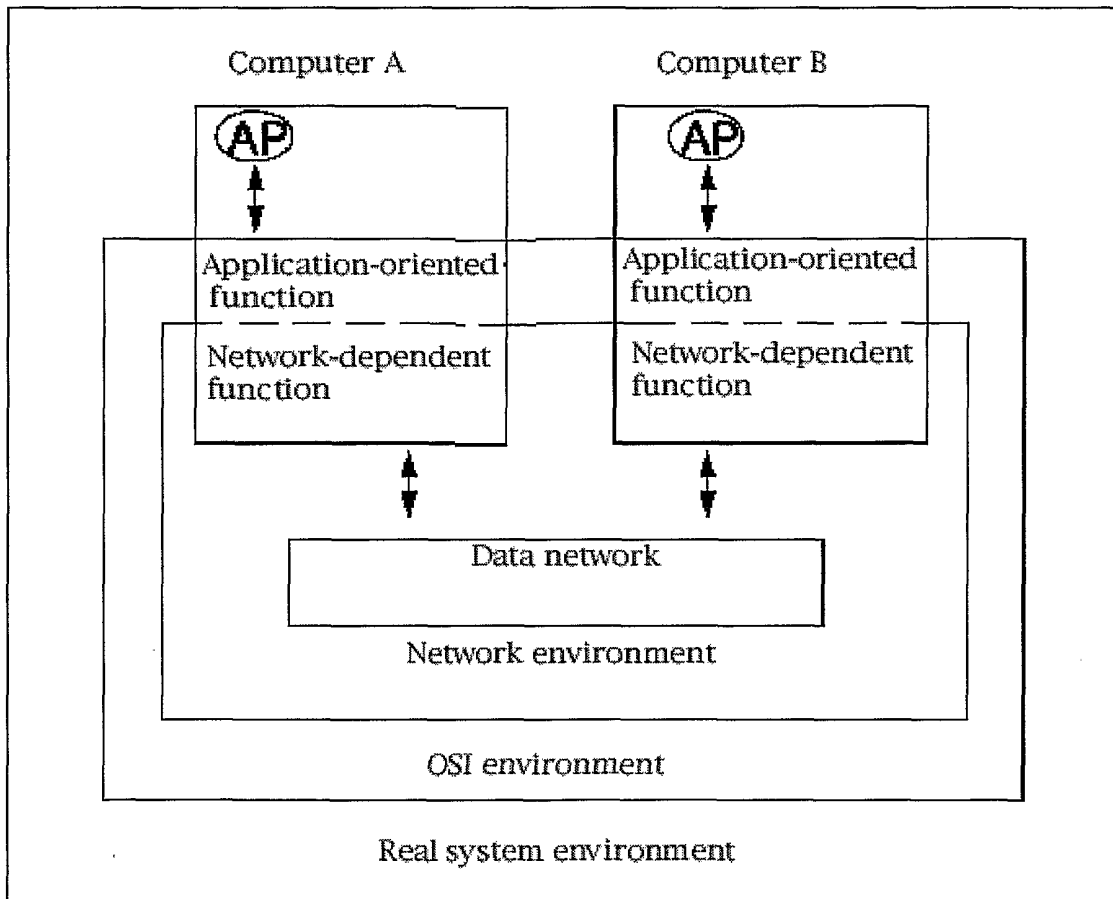 Computer A
Computer B
AP
AP
Application-oriented
function
Application-oriented
function
Network-dependent
function
Network-dependent
function
Data network
Network environment
OSI environment
Real system environment